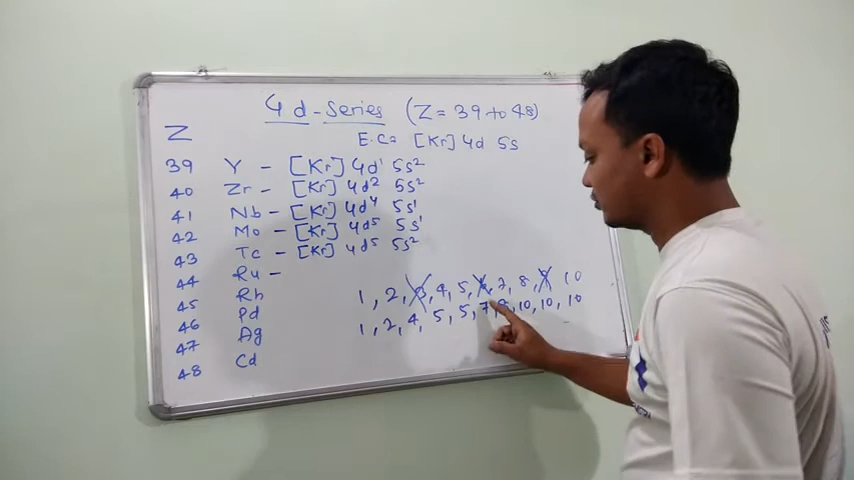 4d-Series (Z = 39 to 48)
Z
E.C = [Kr] 4d 5s
39 Y - [Kr] 4d¹ 5s²
40 Zr - [Kr] 4d² 5s²
41 Nb - [Kr] 4d⁴ 5s¹
42 Mo - [Kr] 4d⁵ 5s¹
43 Tc - [Kr] 4d⁵ 5s²
44 Ru -
45 Rh
46 Pd
47 Ag
48 Cd
1, 2, 3, 4, 5, 6, 7, 8, 9, 10
1, 2, 4, 5, 5, 7, 8, 10, 10, 10